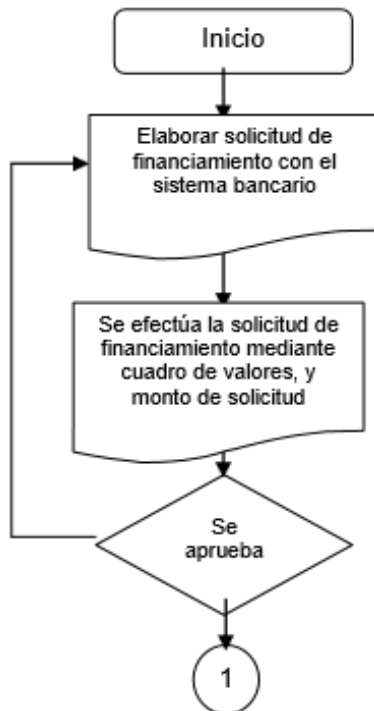 Inicio
Elaborar solicitud de
financiamiento con el
sistema bancario
Se efectúa la solicitud de
financiamiento mediante
cuadro de valores, y
monto de solicitud
Se
aprueba
1